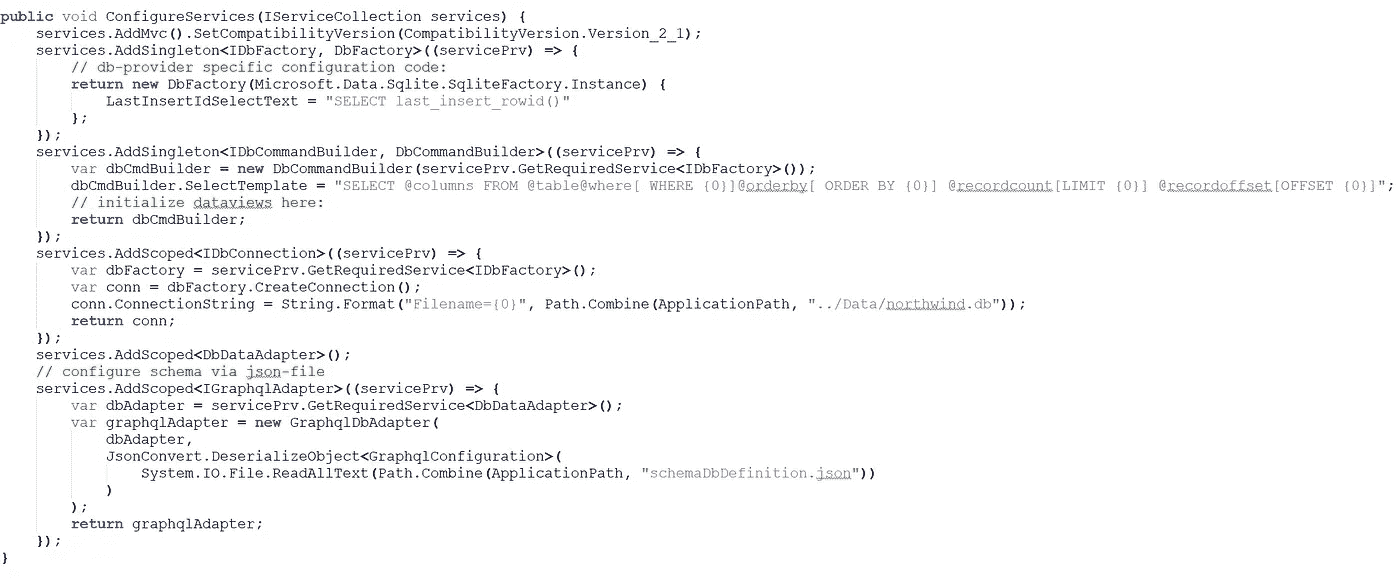 public void ConfigureServices(IServiceCollection services) {
    services.AddMvc().SetCompatibilityVersion(CompatibilityVersion.Version_2_1);
    services.AddSingleton<IDbFactory, DbFactory>((servicePrv) => {
        // db-provider specific configuration code:
        return new DbFactory(Microsoft.Data.Sqlite.SqliteFactory.Instance) {
            LastInsertIdSelectText = "SELECT last_insert_rowid()"
        };
    });
    services.AddSingleton<IDbCommandBuilder, DbCommandBuilder>((servicePrv) => {
        var dbCmdBuilder = new DbCommandBuilder(servicePrv.GetRequiredService<IDbFactory>());
        dbCmdBuilder.SelectTemplate = "SELECT @columns FROM @table@where[ WHERE {0}]@orderby[ ORDER BY {0}] @recordcount[LIMIT {0}] @recordoffset[OFFSET {0}]";
        // initialize dataviews here:
        return dbCmdBuilder;
    });
    services.AddScoped<IDbConnection>((servicePrv) => {
        var dbFactory = servicePrv.GetRequiredService<IDbFactory>();
        var conn = dbFactory.CreateConnection();
        conn.ConnectionString = String.Format("Filename={0}", Path.Combine(ApplicationPath, "../Data/northwind.db"));
        return conn;
    });
    services.AddScoped<DbDataAdapter>();
    // configure schema via json-file
    services.AddScoped<IGraphqlAdapter>((servicePrv) => {
        var dbAdapter = servicePrv.GetRequiredService<DbDataAdapter>();
        var graphqlAdapter = new GraphqlDbAdapter(
            dbAdapter,
            JsonConvert.DeserializeObject<GraphqlConfiguration>(
                System.IO.File.ReadAllText(Path.Combine(ApplicationPath, "schemaDbDefinition.json"))
            )
        );
        return graphqlAdapter;
    });
}